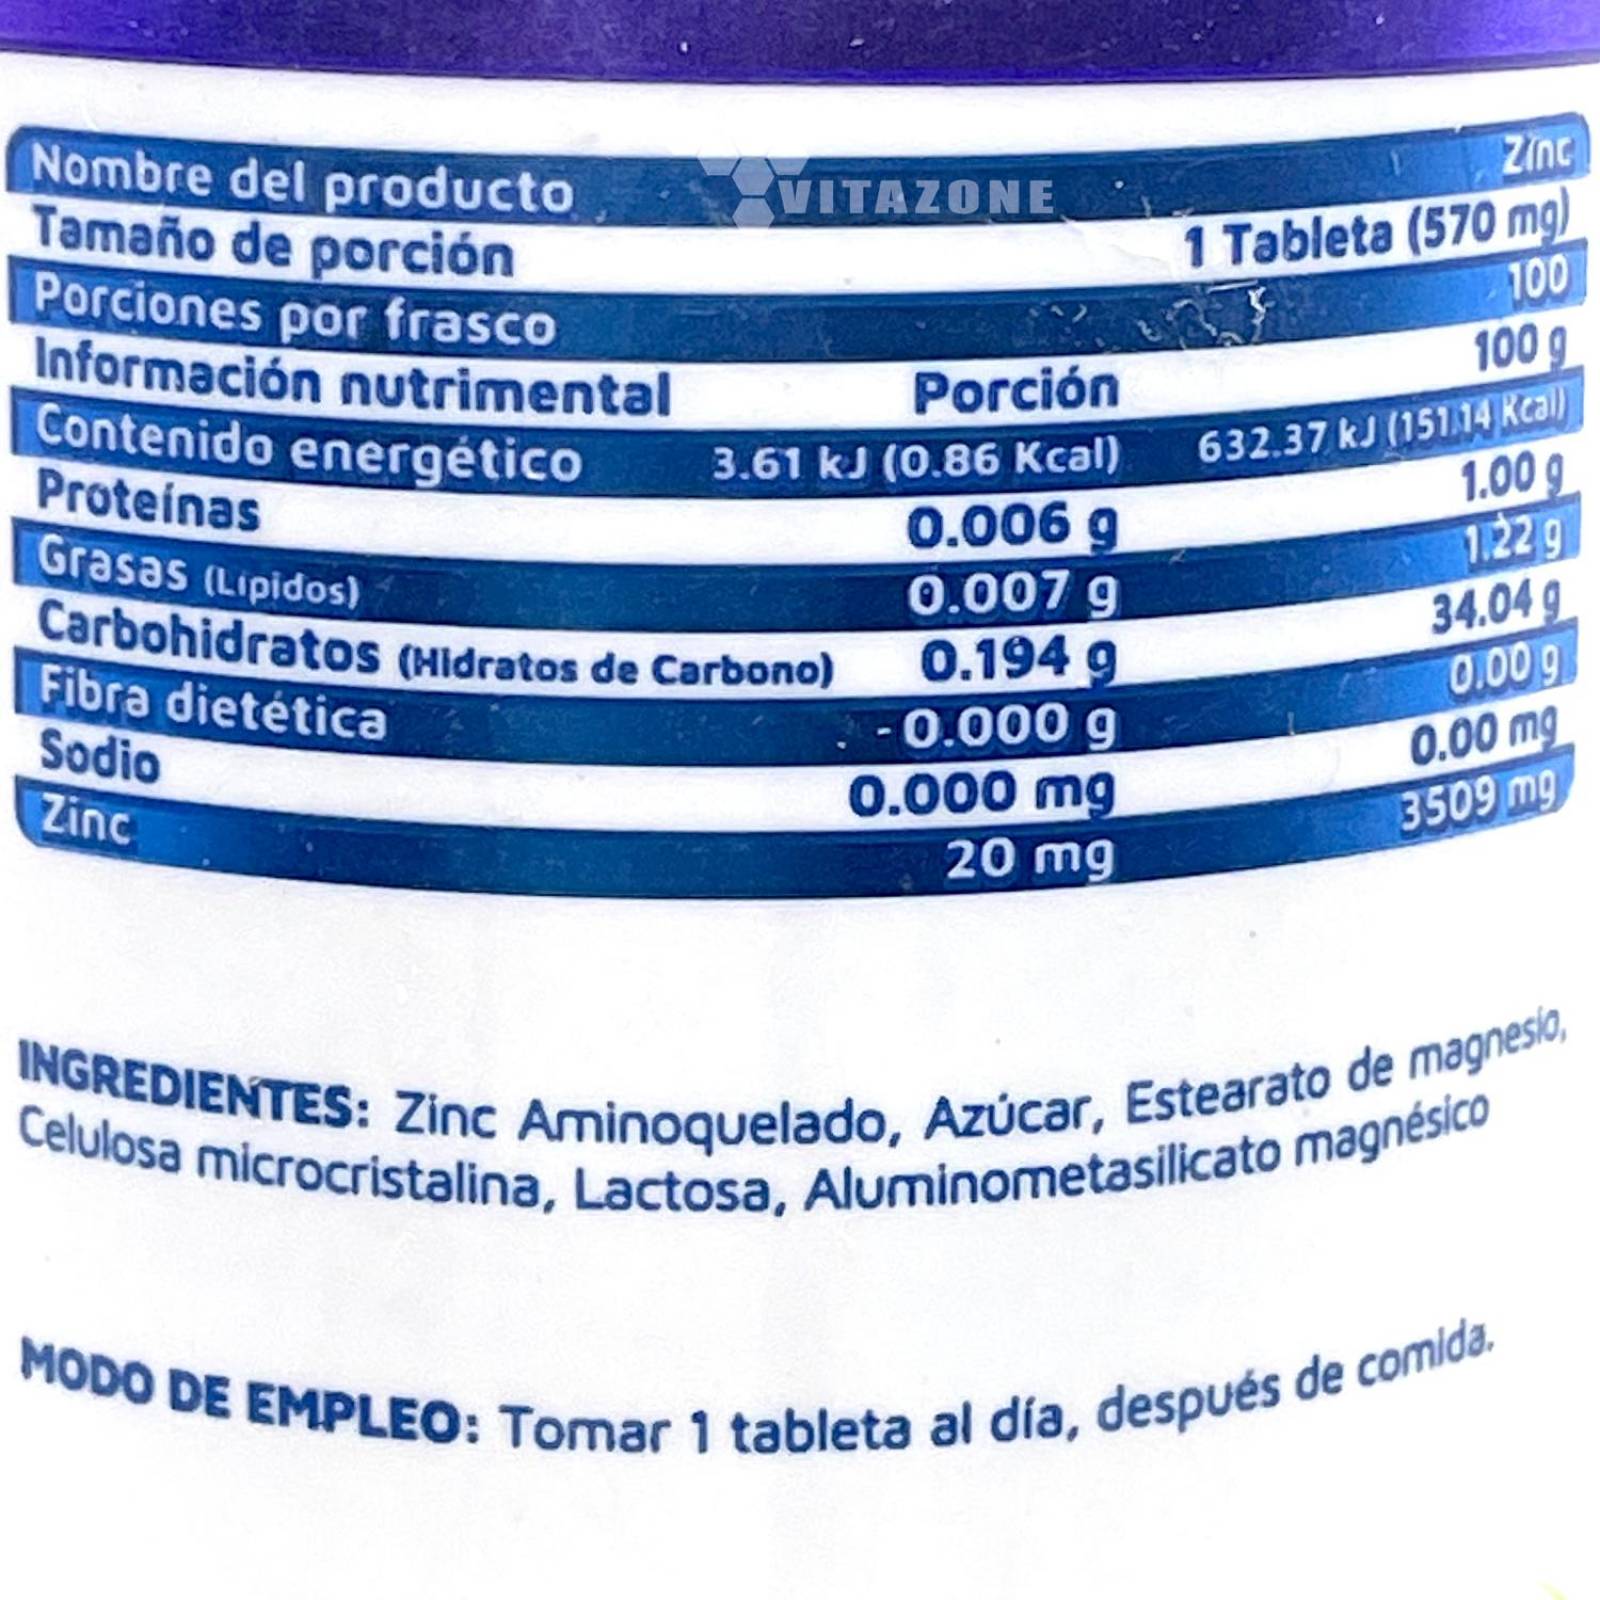 Nombre del producto Zinc
VITAZONE
Tamaño de porción 1 Tableta (570 mg)
Porciones por frasco 100
Información nutrimental Porción 100 g
Contenido energético 3.61 kJ (0.86 Kcal) 632.37 kJ (151.14 Kcal)
Proteínas 0.006 g 1.00 g
Grasas (Lípidos) 0.007 g 1.22 g
Carbohidratos (Hidratos de Carbono) 0.194 g 34.04 g
Fibra dietética - 0.000 g 0.00 g
Sodio 0.000 mg 0.00 mg
Zinc 20 mg 3509 mg
INGREDIENTES: Zinc Aminoquelado, Azúcar, Estearato de magnesio,
Celulosa microcristalina, Lactosa, Aluminometasilicato magnésico
MODO DE EMPLEO: Tomar 1 tableta al día, después de comida.